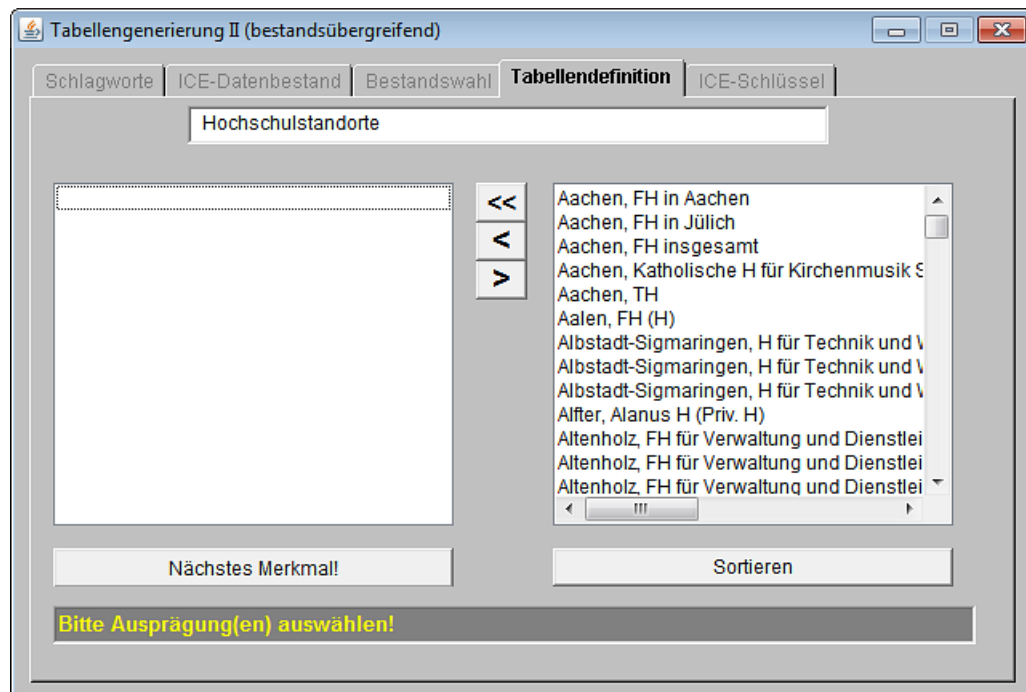 Tabellengenerierung II (bestandsübergreifend)
Schlagworte ICE-Datenbestand Bestandswahl Tabellendefinition ICE-Schlüssel
Hochschulstandorte
<<
<
>
Aachen, FH in Aachen
Aachen, FH in Jülich
Aachen, FH insgesamt
Aachen, Katholische H für Kirchenmusik S
Aachen, TH
Aalen, FH (H)
Albstadt-Sigmaringen, H für Technik und W
Albstadt-Sigmaringen, H für Technik und W
Albstadt-Sigmaringen, H für Technik und W
Alfter, Alanus H (Priv. H)
Altenholz, FH für Verwaltung und Dienstlei
Altenholz, FH für Verwaltung und Dienstlei
Altenholz, FH für Verwaltung und Dienstlei
Nächstes Merkmal! Sortieren
Bitte Ausprägung(en) auswählen!